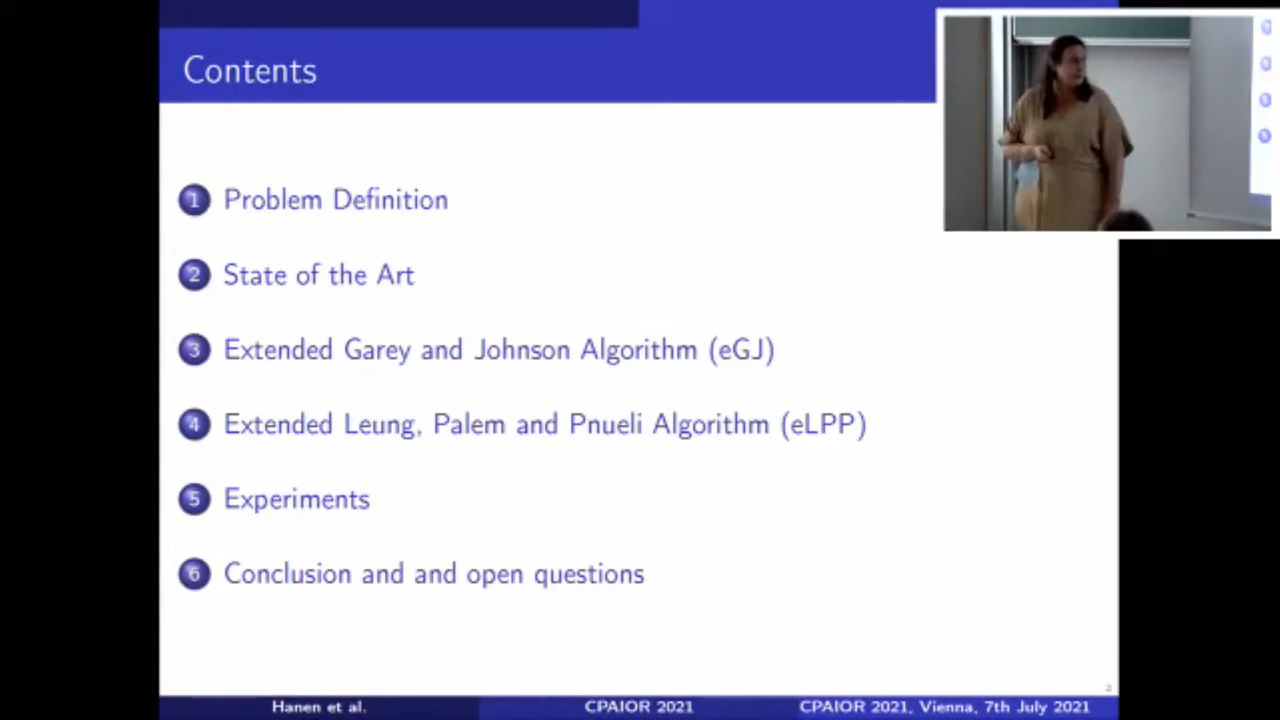 Contents
1 Problem Definition
2 State of the Art
3 Extended Garey and Johnson Algorithm (eGJ)
4 Extended Leung, Palem and Pnueli Algorithm (eLPP)
5 Experiments
6 Conclusion and and open questions
Hanen et al. CPAIOR 2021 CPAIOR 2021, Vienna, 7th July 2021